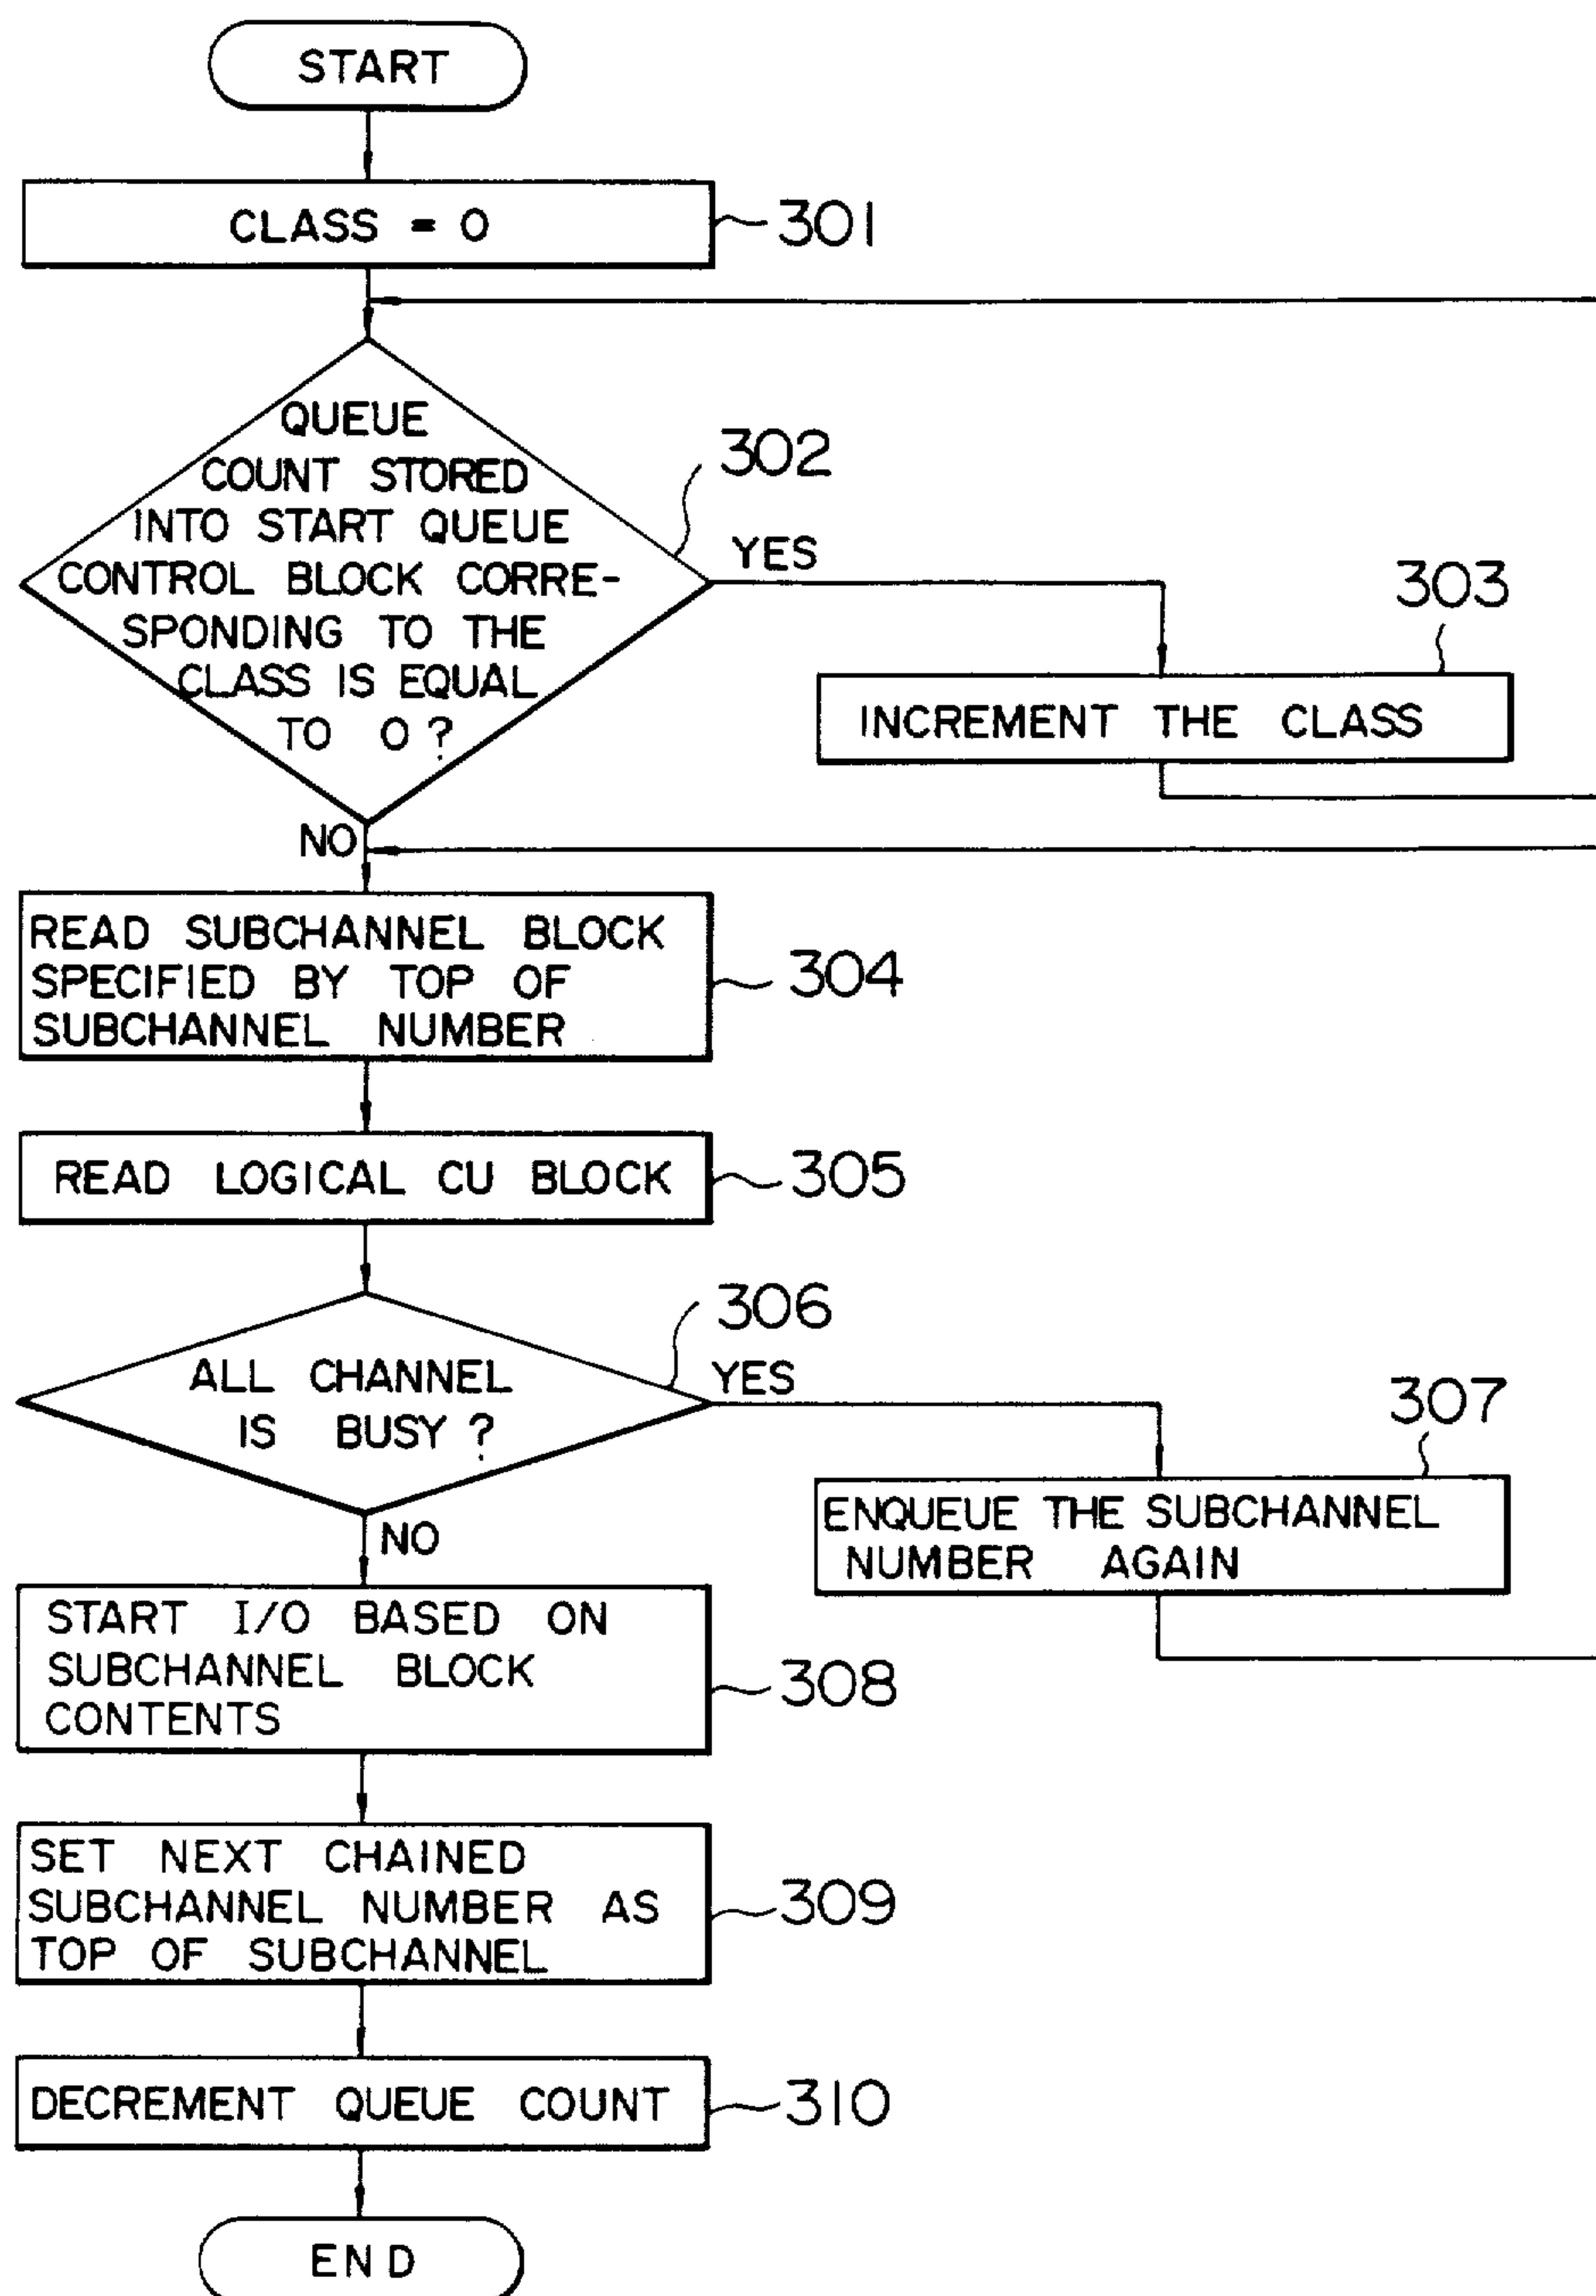 START
CLASS = 0
301
QUEUE
COUNT STORED
INTO START QUEUE
CONTROL BLOCK CORRE-
SPONDING TO THE
CLASS IS EQUAL
TO 0?
302
YES
303
INCREMENT THE CLASS
NO
READ SUBCHANNEL BLOCK
SPECIFIED BY TOP OF
SUBCHANNEL NUMBER
304
READ LOGICAL CU BLOCK
305
ALL CHANNEL
IS BUSY?
306
YES
307
ENQUEUE THE SUBCHANNEL
NUMBER AGAIN
NO
START I/O BASED ON
SUBCHANNEL BLOCK
CONTENTS
308
SET NEXT CHAINED
SUBCHANNEL NUMBER AS
TOP OF SUBCHANNEL
309
DECREMENT QUEUE COUNT
310
END